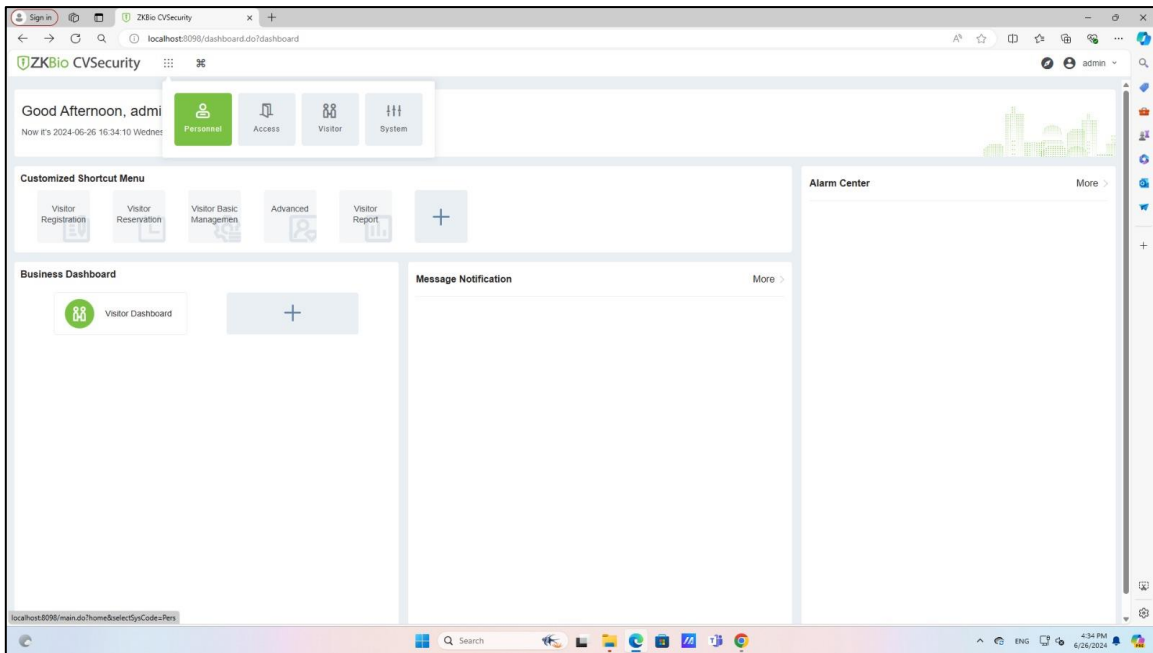 Sign in
ZKBio CVSecurity
localhost:8098/dashboard.do?dashboard
ZKBio CVSecurity
admin
Good Afternoon, admi
Now it's 2024-06-26 16:34:10 Wednes
Personnel
Access
Visitor
System
Customized Shortcut Menu
Visitor
Registration
Visitor
Reservation
Visitor Basic
Managemen
Advanced
Visitor
Report
Alarm Center
More
Business Dashboard
Visitor Dashboard
Message Notification
More
localhost:8098/main.do?home&selectSysCode=Pers
Search
ENG
4:34 PM
6/26/2024